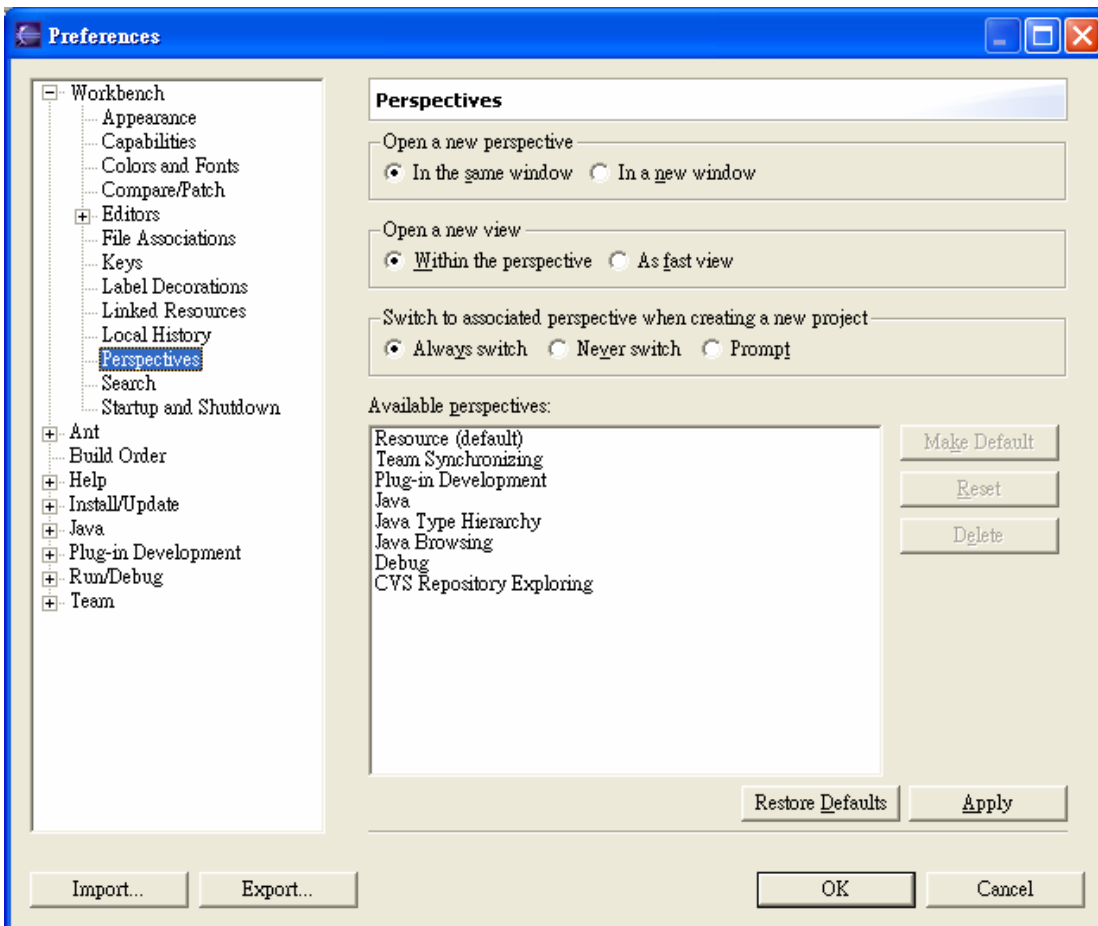 Preferences
Workbench
Appearance
Capabilities
Colors and Fonts
Compare/Patch
Editors
File Associations
Keys
Label Decorations
Linked Resources
Local History
Perspectives
Search
Startup and Shutdown
Ant
Build Order
Help
Install/Update
Java
Plug-in Development
Run/Debug
Team
Perspectives
Open a new perspective
In the same window In a new window
Open a new view
Within the perspective As fast view
Switch to associated perspective when creating a new project
Always switch Never switch Prompt
Available perspectives:
Resource (default)
Team Synchronizing
Plug-in Development
Java
Java Type Hierarchy
Java Browsing
Debug
CVS Repository Exploring
Make Default
Reset
Delete
Restore Defaults Apply
Import... Export... OK Cancel